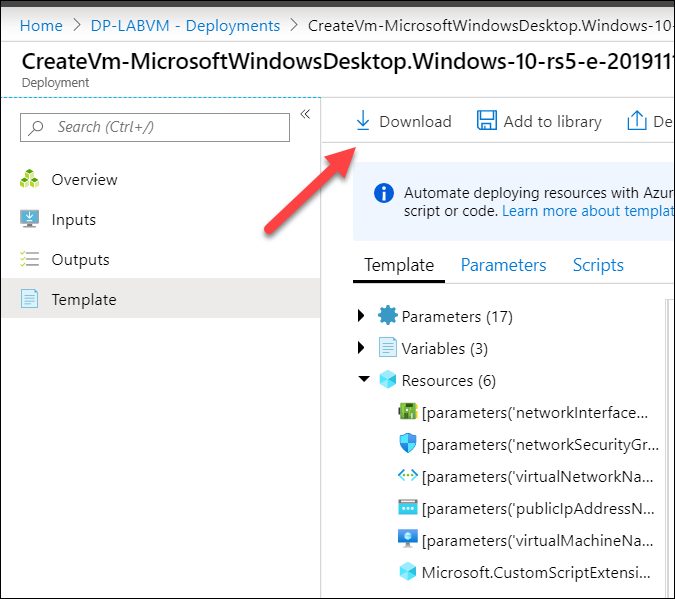 Home > DP-LABVM - Deployments > CreateVm-MicrosoftWindowsDesktop.Windows-10-
CreateVm-MicrosoftWindowsDesktop.Windows-10-rs5-e-201911
Deployment
Search (Ctrl+/)
«
Overview
Inputs
Outputs
Template
Download
Add to library
De
Automate deploying resources with Azur
script or code. Learn more about templat
Template
Parameters
Scripts
Parameters (17)
Variables (3)
Resources (6)
[parameters('networkInterface...
[parameters('networkSecurityGr...
[parameters('virtualNetworkNa...
[parameters('publicIpAddressN...
[parameters('virtualMachineNa...
Microsoft.CustomScriptExtensi...